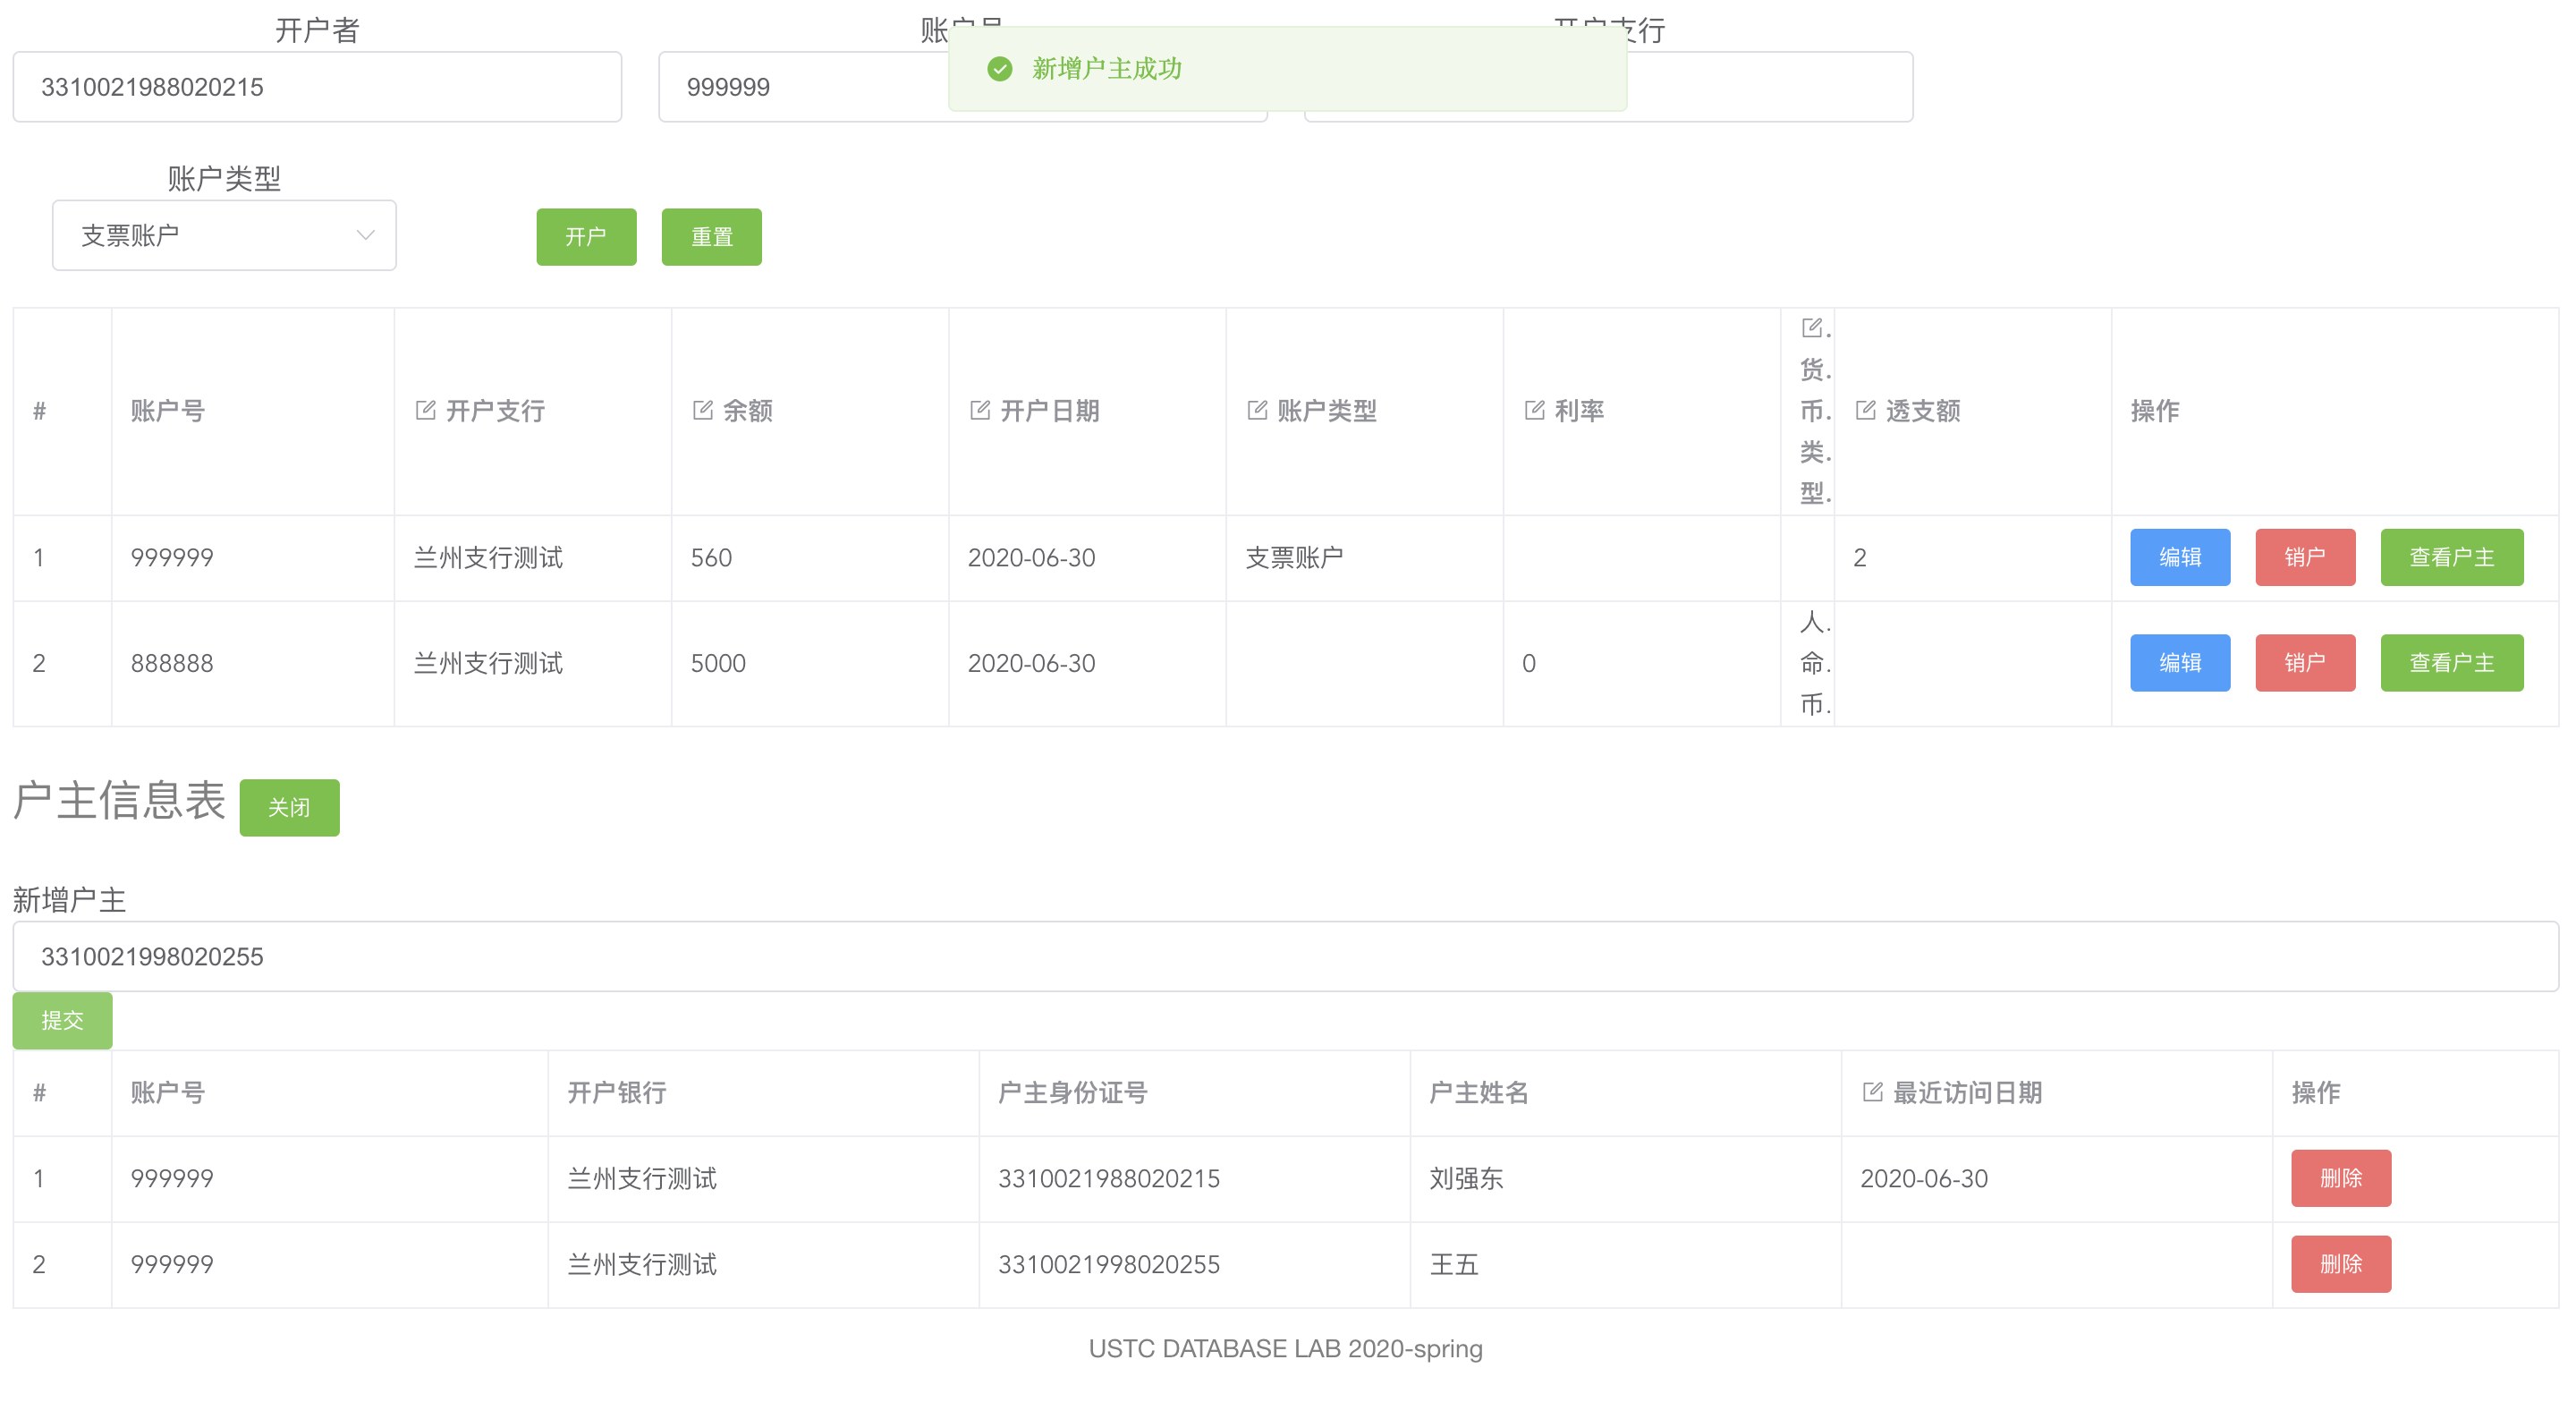 开户者
账户号
开户支行
3310021988020215
999999
新增户主成功
账户类型
支票账户
开户
重置
# 账户号 开户支行 余额 开户日期 账户类型 利率 货币类型 透支额 操作
1 999999 兰州支行测试 560 2020-06-30 支票账户 2 编辑 销户 查看户主
2 888888 兰州支行测试 5000 2020-06-30 0 人命币 编辑 销户 查看户主
户主信息表 关闭
新增户主
3310021998020255
提交
# 账户号 开户银行 户主身份证号 户主姓名 最近访问日期 操作
1 999999 兰州支行测试 3310021988020215 刘强东 2020-06-30 删除
2 999999 兰州支行测试 3310021998020255 王五 删除
USTC DATABASE LAB 2020-spring